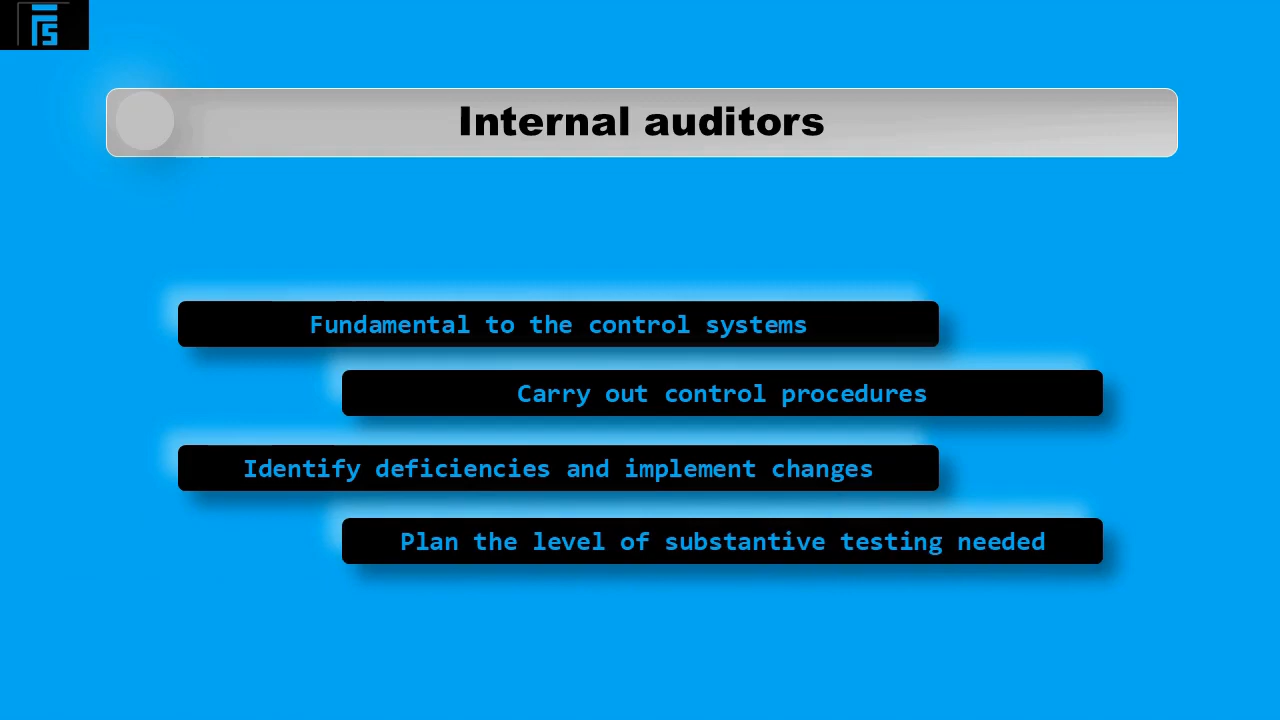 Internal auditors
Fundamental to the control systems
Carry out control procedures
Identify deficiencies and implement changes
Plan the level of substantive testing needed